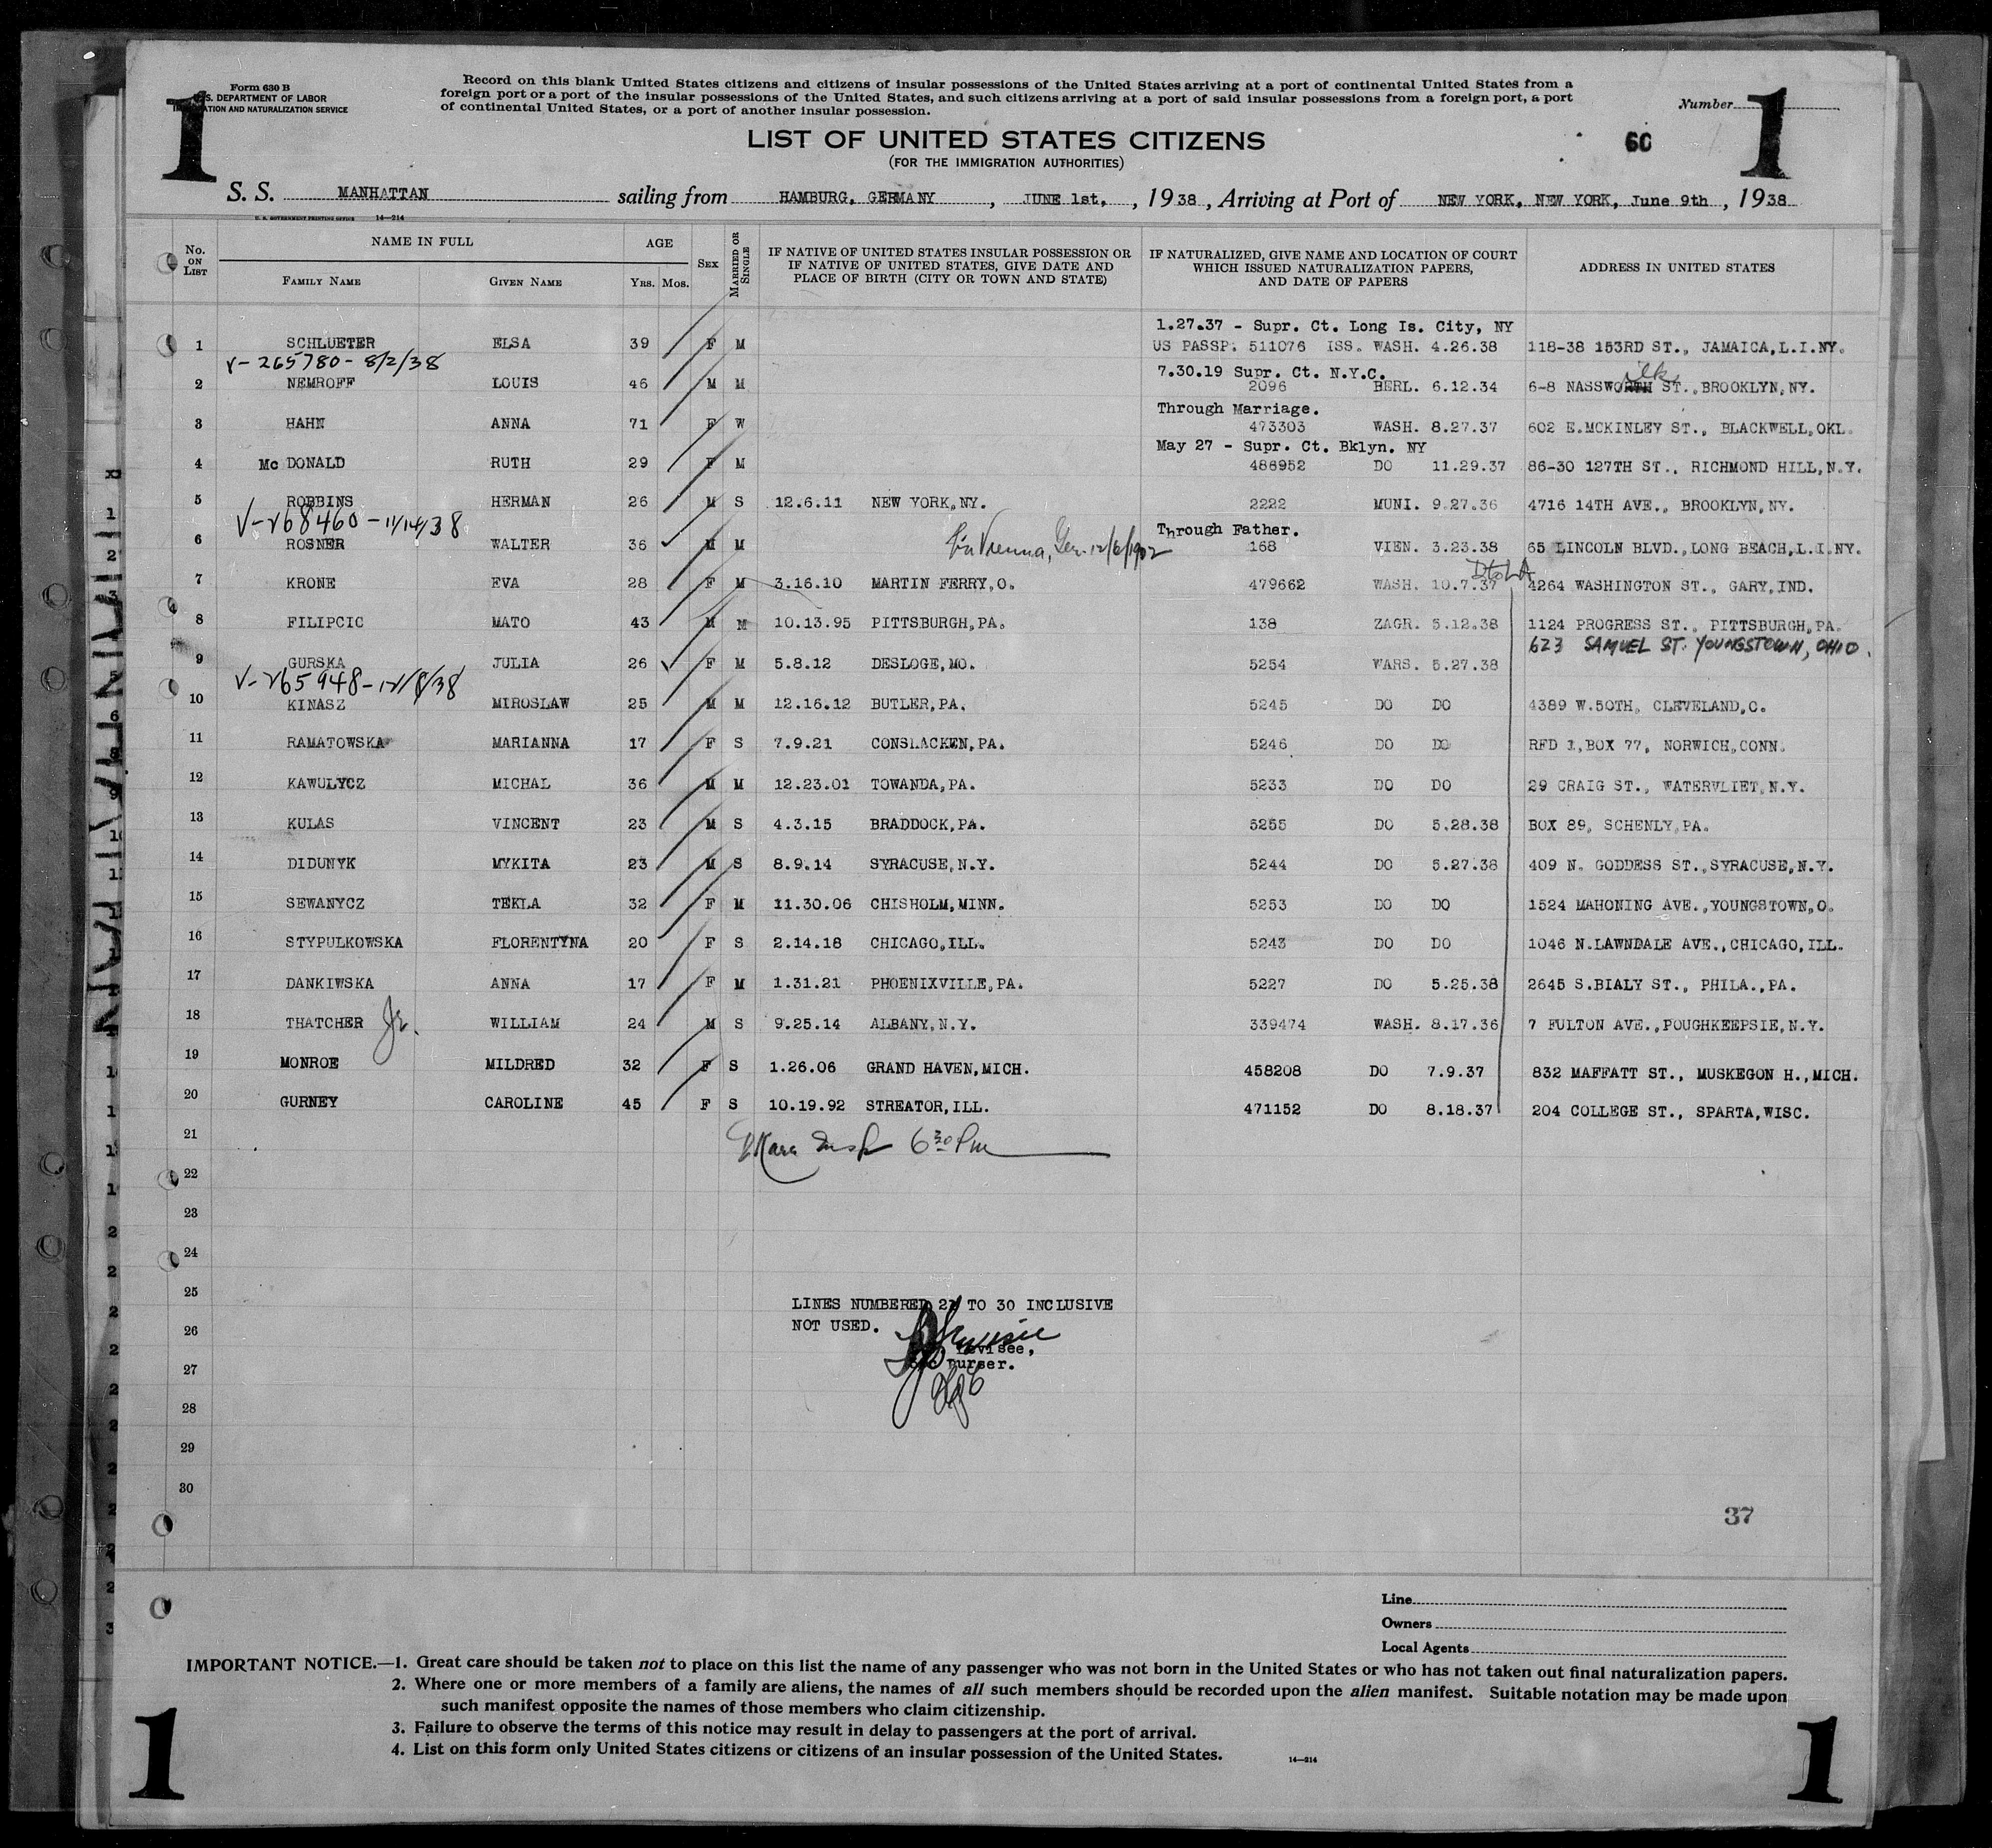 Form 630 B
U.S. DEPARTMENT OF LABOR
IMMIGRATION AND NATURALIZATION SERVICE
1
Record on this blank United States citizens and citizens of insular possessions of the United States arriving at a port of continental United States from a
foreign port or a port of the insular possessions of the United States, and such citizens arriving at a port of said insular possessions from a foreign port, a port
of continental United States, or a port of another insular possession.
Number
1
LIST OF UNITED STATES CITIZENS
(FOR THE IMMIGRATION AUTHORITIES)
60
S. S. MANHATTAN sailing from HAMBURG, GERMANY, JUNE 1st, , 1938, Arriving at Port of NEW YORK, NEW YORK, June 9th, 1938
U. S. GOVERNMENT PRINTING OFFICE 14—214
No. ON LIST
NAME IN FULL
FAMILY NAME GIVEN NAME
AGE
YRS. MOS.
SEX
MARRIED OR SINGLE
IF NATIVE OF UNITED STATES INSULAR POSSESSION OR
IF NATIVE OF UNITED STATES, GIVE DATE AND
PLACE OF BIRTH (CITY OR TOWN AND STATE)
IF NATURALIZED, GIVE NAME AND LOCATION OF COURT
WHICH ISSUED NATURALIZATION PAPERS,
AND DATE OF PAPERS
ADDRESS IN UNITED STATES
1.27.37 - Supr. Ct. Long Is. City, NY
1 SCHLUETER ELSA 39 F M US PASSP. 511076 ISS. WASH. 4.26.38 118-38 153RD ST., JAMAICA,L.I.NY.
V-265780-8/2/38
7.30.19 Supr. Ct. N.Y.C.
2 NEMROFF LOUIS 46 M M 2096 BERL. 6.12.34 6-8 NASSWORTH ST.,BROOKLYN,NY.
Through Marriage.
3 HAHN ANNA 71 F W 473303 WASH. 8.27.37 602 E.MCKINLEY ST., BLACKWELL,OKL.
May 27 - Supr. Ct. Bklyn. NY
4 Mc DONALD RUTH 29 F M 486952 DO 11.29.37 86-30 127TH ST., RICHMOND HILL,N.Y.
5 ROBBINS HERMAN 26 M S 12.6.11 NEW YORK,NY. 2222 MUNI. 9.27.36 4716 14TH AVE., BROOKLYN,NY.
V-268460-11/14/38
Through Father.
6 ROSNER WALTER 36 M M Vienna, 12/6/1902 168 VIEN. 3.23.38 65 LINCOLN BLVD.,LONG BEACH,L.I.NY.
7 KRONE EVA 28 F M 3.16.10 MARTIN FERRY,O. 479662 WASH. 10.7.37 4264 WASHINGTON ST., GARY,IND.
8 FILIPCIC MATO 43 M M 10.13.95 PITTSBURGH,PA. 138 ZAGR. 5.12.38 1124 PROGRESS ST., PITTSBURGH,PA.
623 SAMUEL ST. YOUNGSTOWN, OHIO.
9 GURSKA JULIA 26 F M 5.8.12 DESLOGE,MO. 5254 WARS. 5.27.38
V-265948-12/8/38
10 KINASZ MIROSLAW 25 M M 12.16.12 BUTLER,PA. 5245 DO DO 4389 W.50TH, CLEVELAND,O.
11 RAMATOWSKA MARIANNA 17 F S 7.9.21 CONSLACKEN,PA. 5246 DO DO RFD 1,BOX 77, NORWICH,CONN.
12 KAWULYCZ MICHAL 36 M M 12.23.01 TOWANDA,PA. 5233 DO DO 29 CRAIG ST., WATERVLIET,N.Y.
13 KULAS VINCENT 23 M S 4.3.15 BRADDOCK,PA. 5255 DO 5.28.38 BOX 89, SCHENLY,PA.
14 DIDUNYK MYKITA 23 M S 8.9.14 SYRACUSE,N.Y. 5244 DO 5.27.38 409 N. GODDESS ST.,SYRACUSE,N.Y.
15 SEWANYCZ TEKLA 32 F M 11.30.06 CHISHOLM,MINN. 5253 DO DO 1524 MAHONING AVE.,YOUNGSTOWN,O.
16 STYPULKOWSKA FLORENTYNA 20 F S 2.14.18 CHICAGO,ILL. 5243 DO DO 1046 N.LAWNDALE AVE.,CHICAGO,ILL.
17 DANKIWSKA ANNA 17 F M 1.31.21 PHOENIXVILLE,PA. 5227 DO 5.25.38 2645 S.BIALY ST., PHILA.,PA.
18 THATCHER Jr. WILLIAM 24 M S 9.25.14 ALBANY,N.Y. 339474 WASH. 8.17.36 7 FULTON AVE.,POUGHKEEPSIE,N.Y.
19 MONROE MILDRED 32 F S 1.26.06 GRAND HAVEN,MICH. 458208 DO 7.9.37 832 MAFFATT ST., MUSKEGON H.,MICH.
20 GURNEY CAROLINE 45 F S 10.19.92 STREATOR,ILL. 471152 DO 8.18.37 204 COLLEGE ST., SPARTA,WISC.
21 Insp 6 30 Pm
22
23
24
25 LINES NUMBERED 21 TO 30 INCLUSIVE
26 NOT USED.
27 Purser.
28
29
30
37
Line
Owners
Local Agents
IMPORTANT NOTICE.—1. Great care should be taken not to place on this list the name of any passenger who was not born in the United States or who has not taken out final naturalization papers.
2. Where one or more members of a family are aliens, the names of all such members should be recorded upon the alien manifest. Suitable notation may be made upon
such manifest opposite the names of those members who claim citizenship.
3. Failure to observe the terms of this notice may result in delay to passengers at the port of arrival.
4. List on this form only United States citizens or citizens of an insular possession of the United States.
14—214
1
1